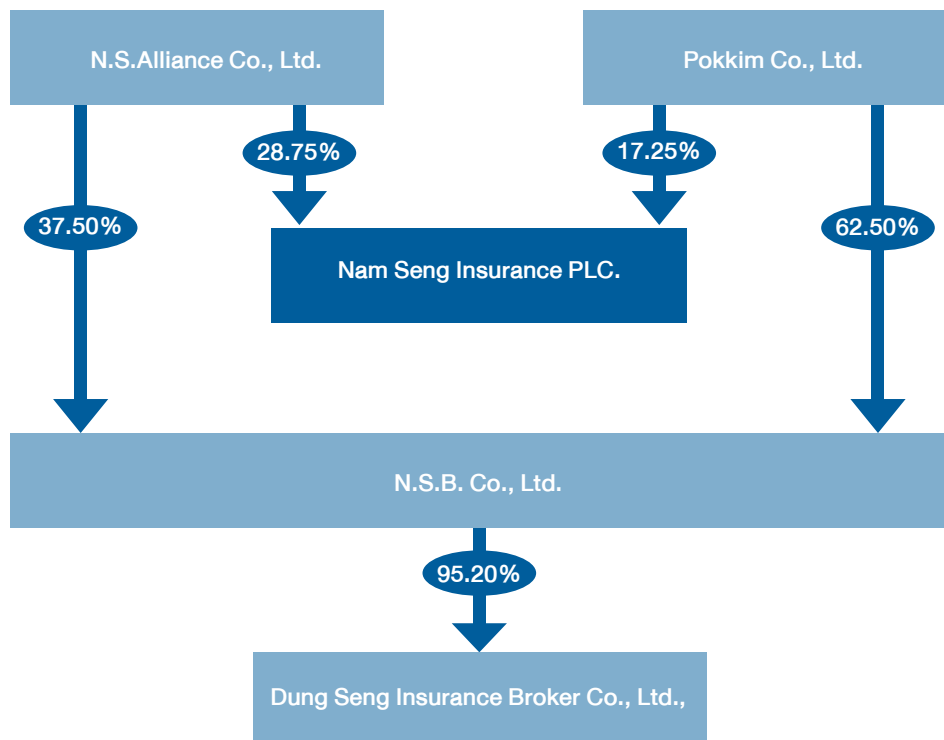 N.S.Alliance Co., Ltd.
Pokkim Co., Ltd.
28.75%
17.25%
37.50%
62.50%
Nam Seng Insurance PLC.
N.S.B. Co., Ltd.
95.20%
Dung Seng Insurance Broker Co., Ltd.,